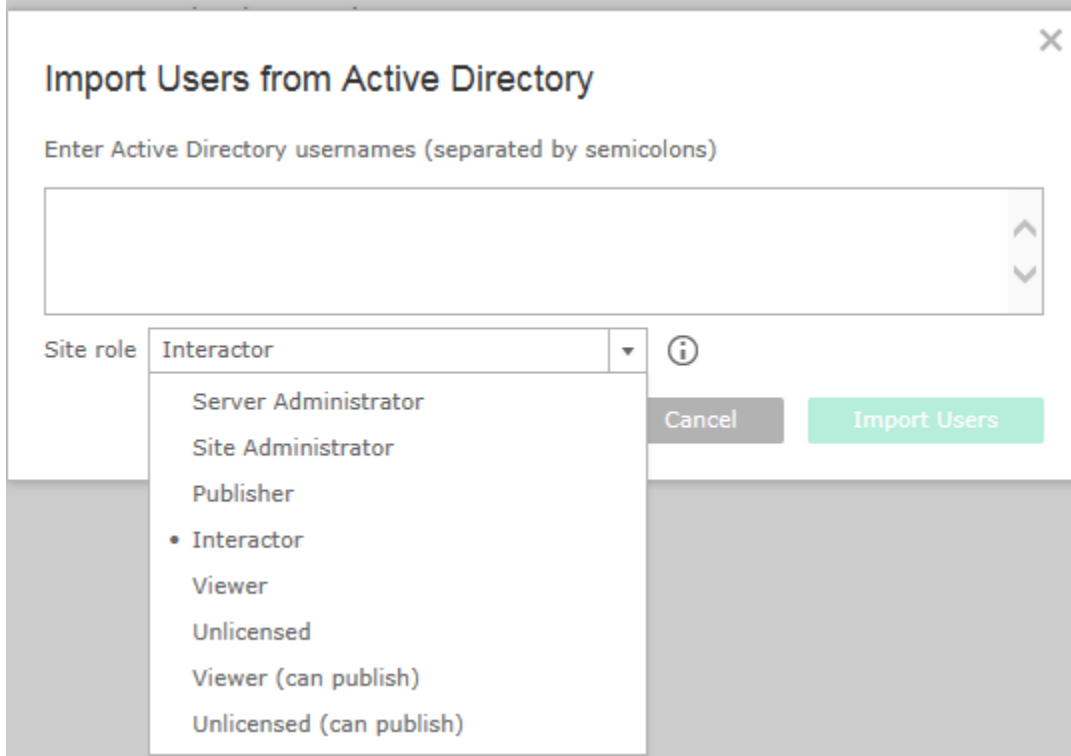 Import Users from Active Directory
Enter Active Directory usernames (separated by semicolons)
Site role Interactor
Server Administrator
Cancel Import Users
Site Administrator
Publisher
• Interactor
Viewer
Unlicensed
Viewer (can publish)
Unlicensed (can publish)